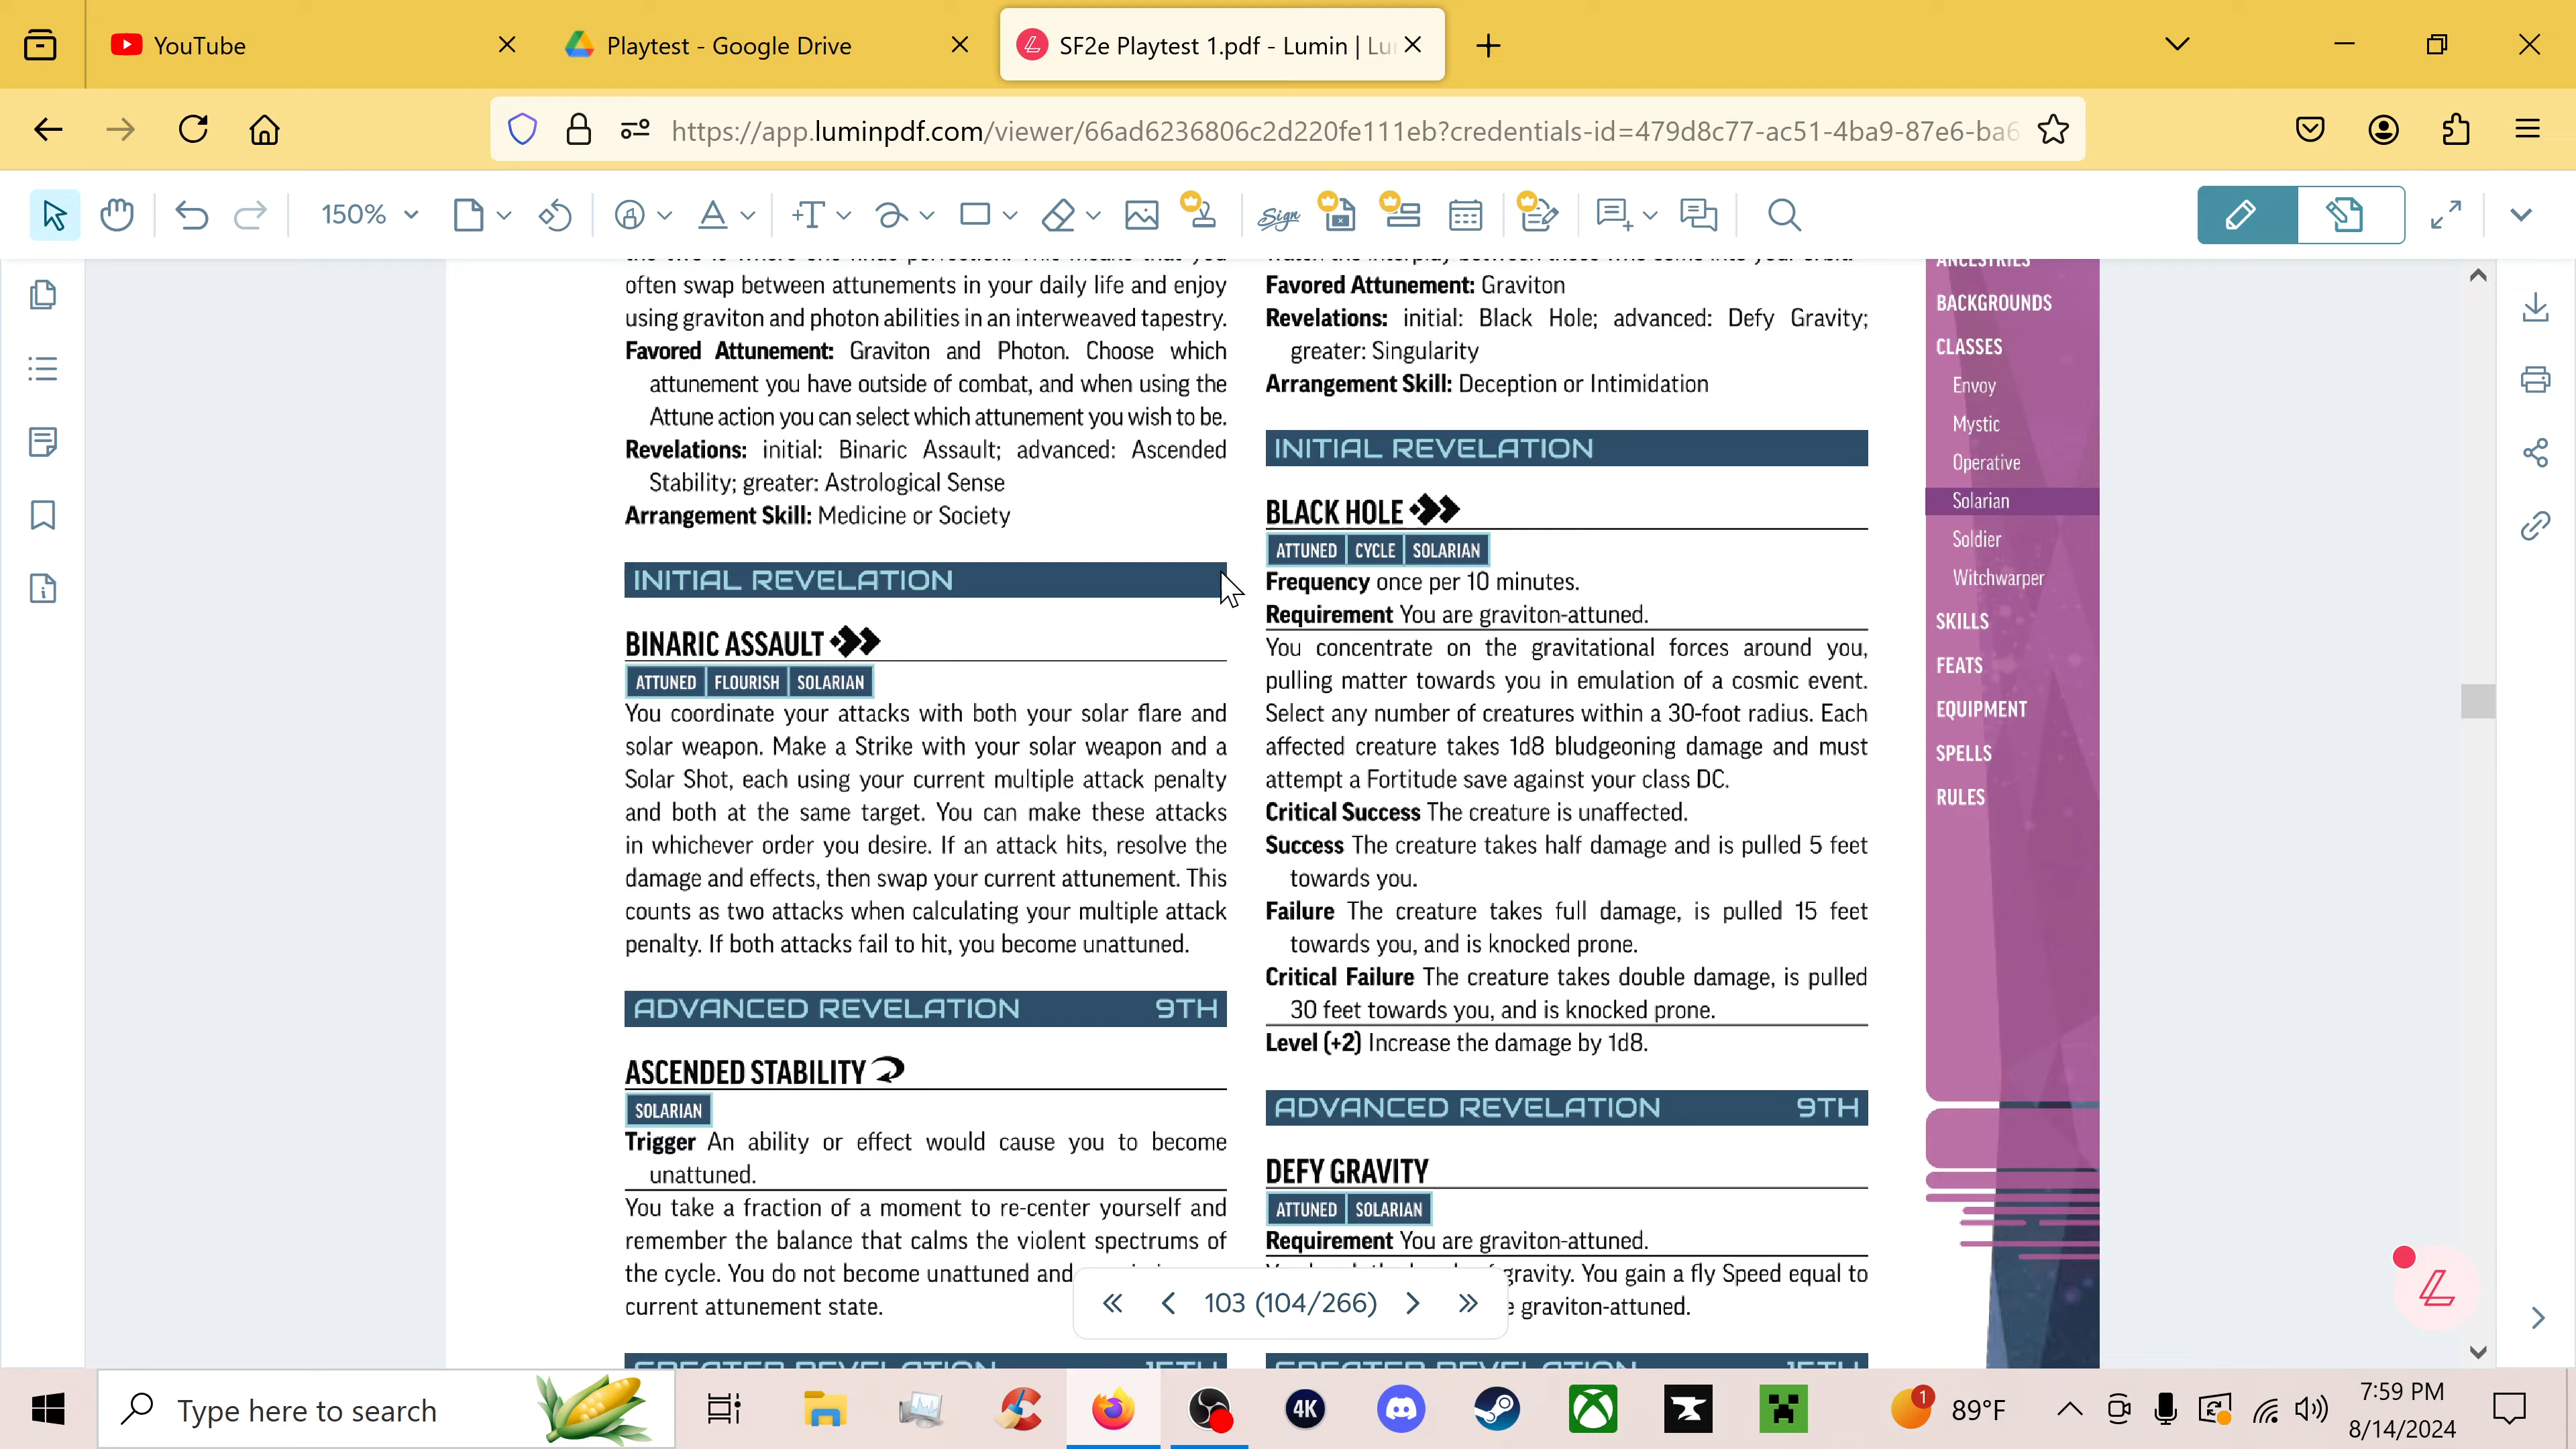 YouTube
Playtest - Google Drive
SF2e Playtest 1.pdf - Lumin | Lu
https://app.luminpdf.com/viewer/66ad6236806c2d220fe111eb?credentials-id=479d8c77-ac51-4ba9-87e6-ba6
150%
Sign
often swap between attunements in your daily life and enjoy
using graviton and photon abilities in an interweaved tapestry.
Favored Attunement: Graviton and Photon. Choose which
attunement you have outside of combat, and when using the
Attune action you can select which attunement you wish to be.
Revelations: initial: Binaric Assault; advanced: Ascended
Stability; greater: Astrological Sense
Arrangement Skill: Medicine or Society
INITIAL REVELATION
BINARIC ASSAULT
ATTUNED FLOURISH SOLARIAN
You coordinate your attacks with both your solar flare and
solar weapon. Make a Strike with your solar weapon and a
Solar Shot, each using your current multiple attack penalty
and both at the same target. You can make these attacks
in whichever order you desire. If an attack hits, resolve the
damage and effects, then swap your current attunement. This
counts as two attacks when calculating your multiple attack
penalty. If both attacks fail to hit, you become unattuned.
ADVANCED REVELATION 9TH
ASCENDED STABILITY
SOLARIAN
Trigger An ability or effect would cause you to become
unattuned.
You take a fraction of a moment to re-center yourself and
remember the balance that calms the violent spectrums of
the cycle. You do not become unattuned and
current attunement state.
GREATER REVELATION 15TH
Favored Attunement: Graviton
Revelations: initial: Black Hole; advanced: Defy Gravity;
greater: Singularity
Arrangement Skill: Deception or Intimidation
INITIAL REVELATION
BLACK HOLE
ATTUNED CYCLE SOLARIAN
Frequency once per 10 minutes.
Requirement You are graviton-attuned.
You concentrate on the gravitational forces around you,
pulling matter towards you in emulation of a cosmic event.
Select any number of creatures within a 30-foot radius. Each
affected creature takes 1d8 bludgeoning damage and must
attempt a Fortitude save against your class DC.
Critical Success The creature is unaffected.
Success The creature takes half damage and is pulled 5 feet
towards you.
Failure The creature takes full damage, is pulled 15 feet
towards you, and is knocked prone.
Critical Failure The creature takes double damage, is pulled
30 feet towards you, and is knocked prone.
Level (+2) Increase the damage by 1d8.
ADVANCED REVELATION 9TH
DEFY GRAVITY
ATTUNED SOLARIAN
Requirement You are graviton-attuned.
gravity. You gain a fly Speed equal to
graviton-attuned.
GREATER REVELATION 15TH
ANCESTRIES
BACKGROUNDS
CLASSES
Envoy
Mystic
Operative
Solarian
Soldier
Witchwarper
SKILLS
FEATS
EQUIPMENT
SPELLS
RULES
103 (104/266)
Type here to search
4K
1
89°F
7:59 PM
8/14/2024